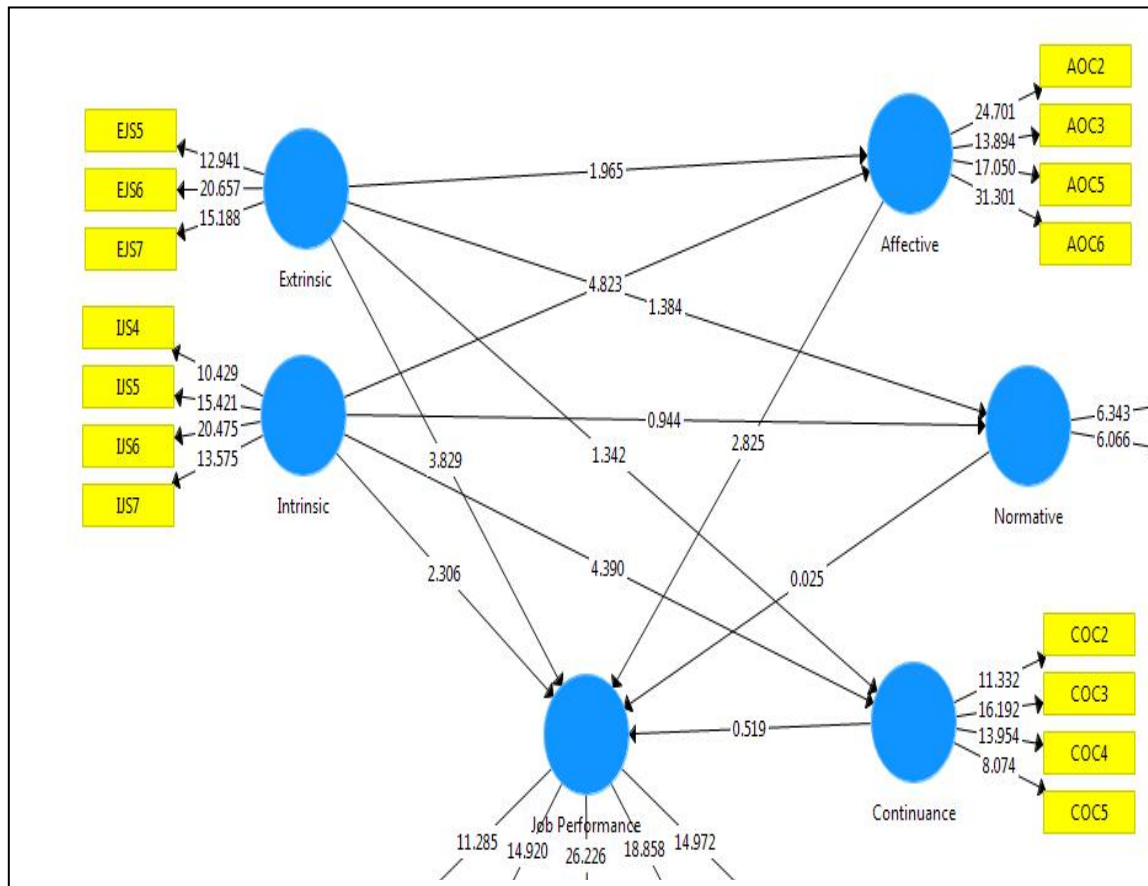 AOC2
24.701
AOC3
13.894
17.050
AOC5
31.301
AOC6
Affective
EJS5
12.941
EJS6
20.657
15.188
EJS7
Extrinsic
1.965
4.823
1.384
IJS4
10.429
IJS5
15.421
20.475
IJS6
13.575
IJS7
Intrinsic
0.944
3.829
1.342
2.825
6.343
6.066
Normative
2.306
4.390
0.025
COC2
11.332
COC3
16.192
13.954
COC4
8.074
COC5
0.519
Continuance
Job Performance
11.285
14.920
26.226
18.858
14.972